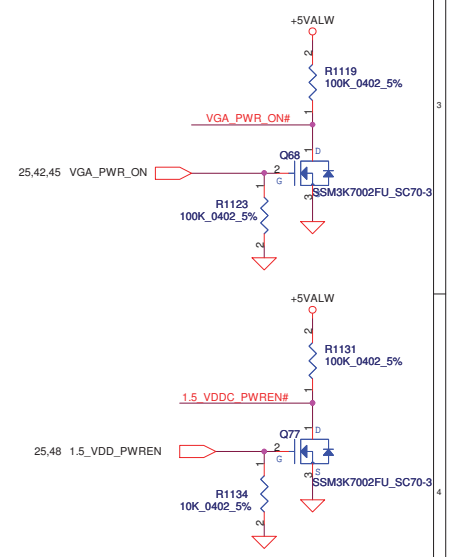 +5VALW
2
R1119
100K_0402_5%
1
VGA_PWR_ON#
3
1 D
Q68
25,42,45 VGA_PWR_ON
2
G
3
SSM3K7002FU_SC70-3
1
R1123
100K_0402_5%
2
+5VALW
2
R1131
100K_0402_5%
1
1.5_VDDC_PWREN#
1 D
Q77
25,48 1.5_VDD_PWREN
2
G
3 S
SSM3K7002FU_SC70-3
1
R1134
10K_0402_5%
2
4